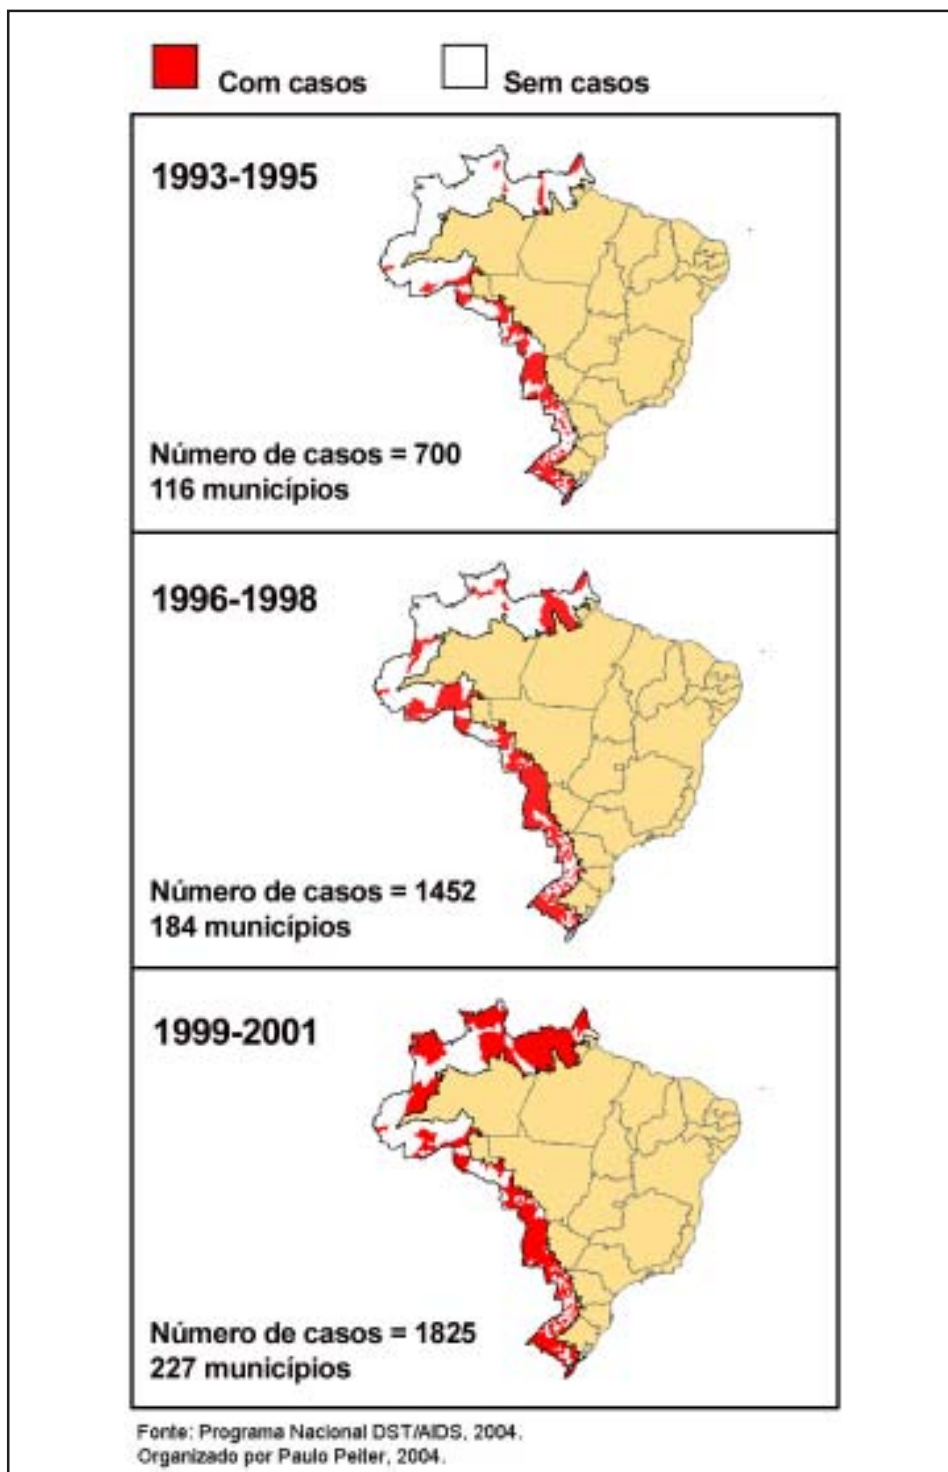 Com casos Sem casos
1993-1995
Número de casos = 700
116 municípios
1996-1998
Número de casos = 1452
184 municípios
1999-2001
Número de casos = 1825
227 municípios
Fonte: Programa Nacional DST/AIDS, 2004.
Organizado por Paulo Peiter, 2004.